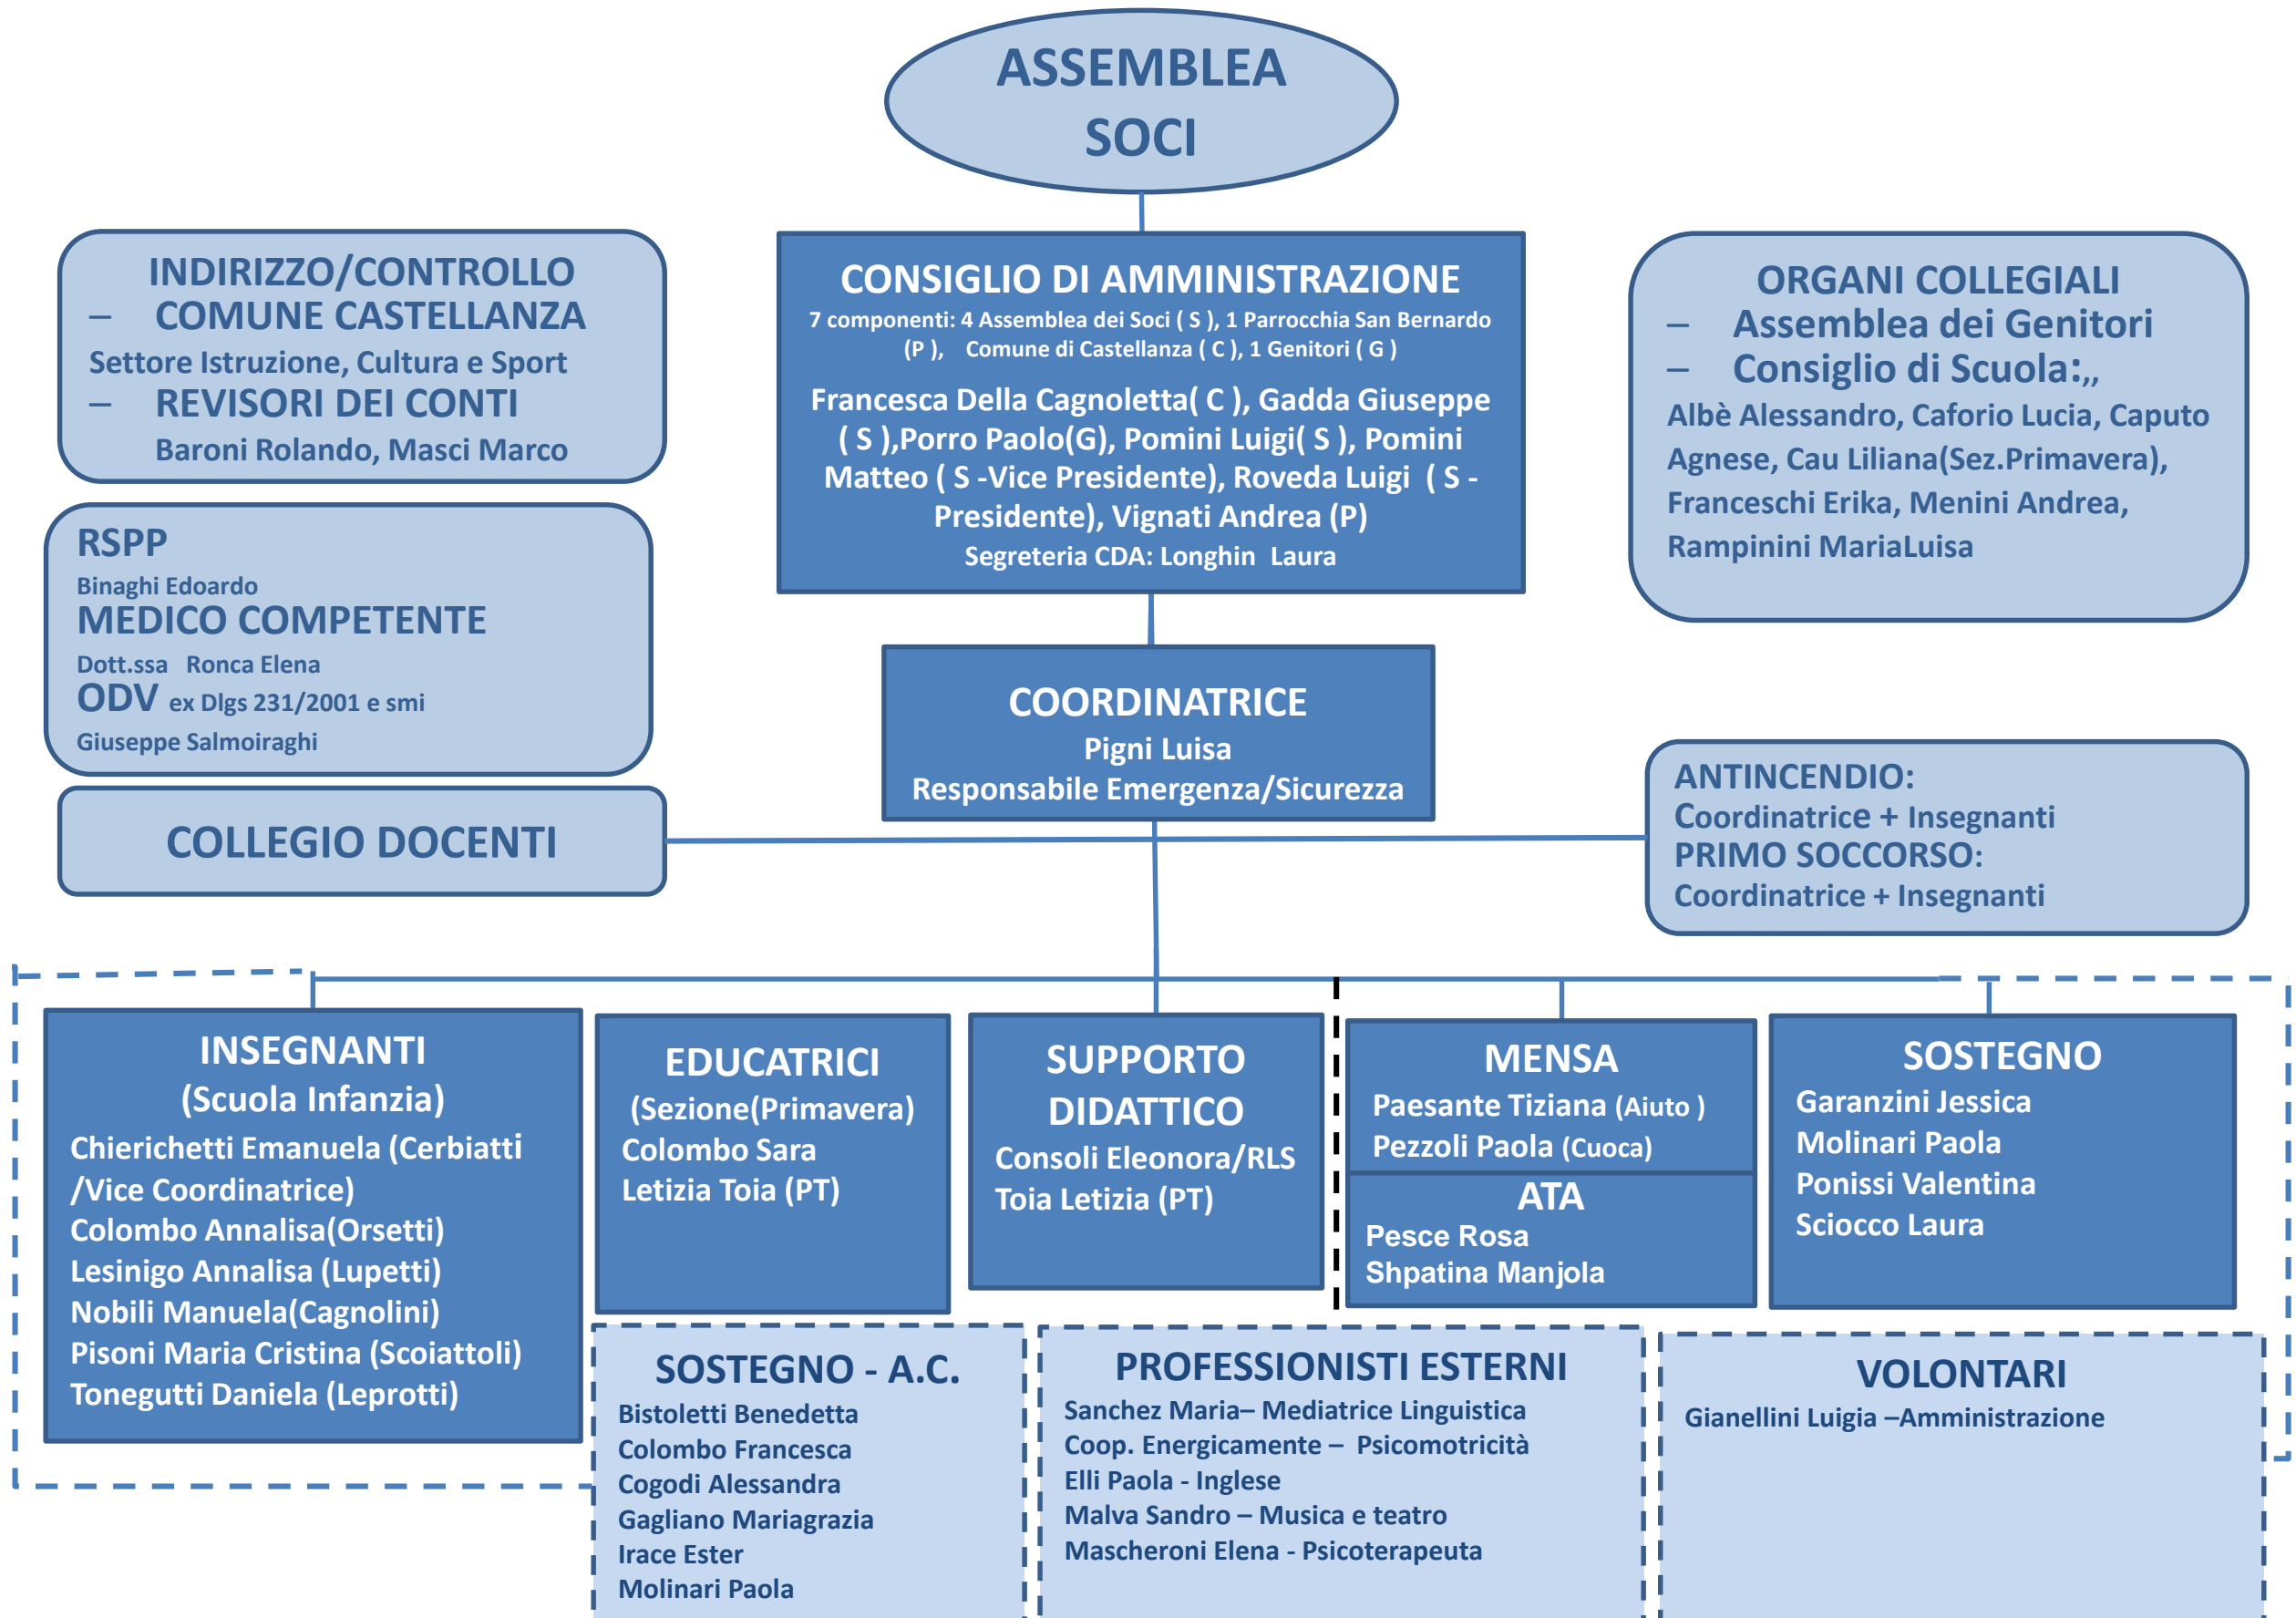 ASSEMBLEA
SOCI
INDIRIZZO/CONTROLLO
– COMUNE CASTELLANZA
Settore Istruzione, Cultura e Sport
– REVISORI DEI CONTI
Baroni Rolando, Masci Marco
CONSIGLIO DI AMMINISTRAZIONE
7 componenti: 4 Assemblea dei Soci ( S ), 1 Parrocchia San Bernardo
(P ), Comune di Castellanza ( C ), 1 Genitori ( G )
Francesca Della Cagnoletta( C ), Gadda Giuseppe
( S ),Porro Paolo(G), Pomini Luigi( S ), Pomini
Matteo ( S -Vice Presidente), Roveda Luigi ( S -
Presidente), Vignati Andrea (P)
Segreteria CDA: Longhin Laura
ORGANI COLLEGIALI
– Assemblea dei Genitori
– Consiglio di Scuola:,,
Albè Alessandro, Caforio Lucia, Caputo
Agnese, Cau Liliana(Sez.Primavera),
Franceschi Erika, Menini Andrea,
Rampinini MariaLuisa
RSPP
Binaghi Edoardo
MEDICO COMPETENTE
Dott.ssa Ronca Elena
ODV ex Dlgs 231/2001 e smi
Giuseppe Salmoiraghi
COORDINATRICE
Pigni Luisa
Responsabile Emergenza/Sicurezza
COLLEGIO DOCENTI
ANTINCENDIO:
Coordinatrice + Insegnanti
PRIMO SOCCORSO:
Coordinatrice + Insegnanti
INSEGNANTI
(Scuola Infanzia)
Chierichetti Emanuela (Cerbiatti
/Vice Coordinatrice)
Colombo Annalisa(Orsetti)
Lesinigo Annalisa (Lupetti)
Nobili Manuela(Cagnolini)
Pisoni Maria Cristina (Scoiattoli)
Tonegutti Daniela (Leprotti)
EDUCATRICI
(Sezione(Primavera)
Colombo Sara
Letizia Toia (PT)
SUPPORTO
DIDATTICO
Consoli Eleonora/RLS
Toia Letizia (PT)
MENSA
Paesante Tiziana (Aiuto )
Pezzoli Paola (Cuoca)
ATA
Pesce Rosa
Shpatina Manjola
SOSTEGNO
Garanzini Jessica
Molinari Paola
Ponissi Valentina
Sciocco Laura
SOSTEGNO - A.C.
Bistoletti Benedetta
Colombo Francesca
Cogodi Alessandra
Gagliano Mariagrazia
Irace Ester
Molinari Paola
PROFESSIONISTI ESTERNI
Sanchez Maria– Mediatrice Linguistica
Coop. Energicamente – Psicomotricità
Elli Paola - Inglese
Malva Sandro – Musica e teatro
Mascheroni Elena - Psicoterapeuta
VOLONTARI
Gianellini Luigia –Amministrazione